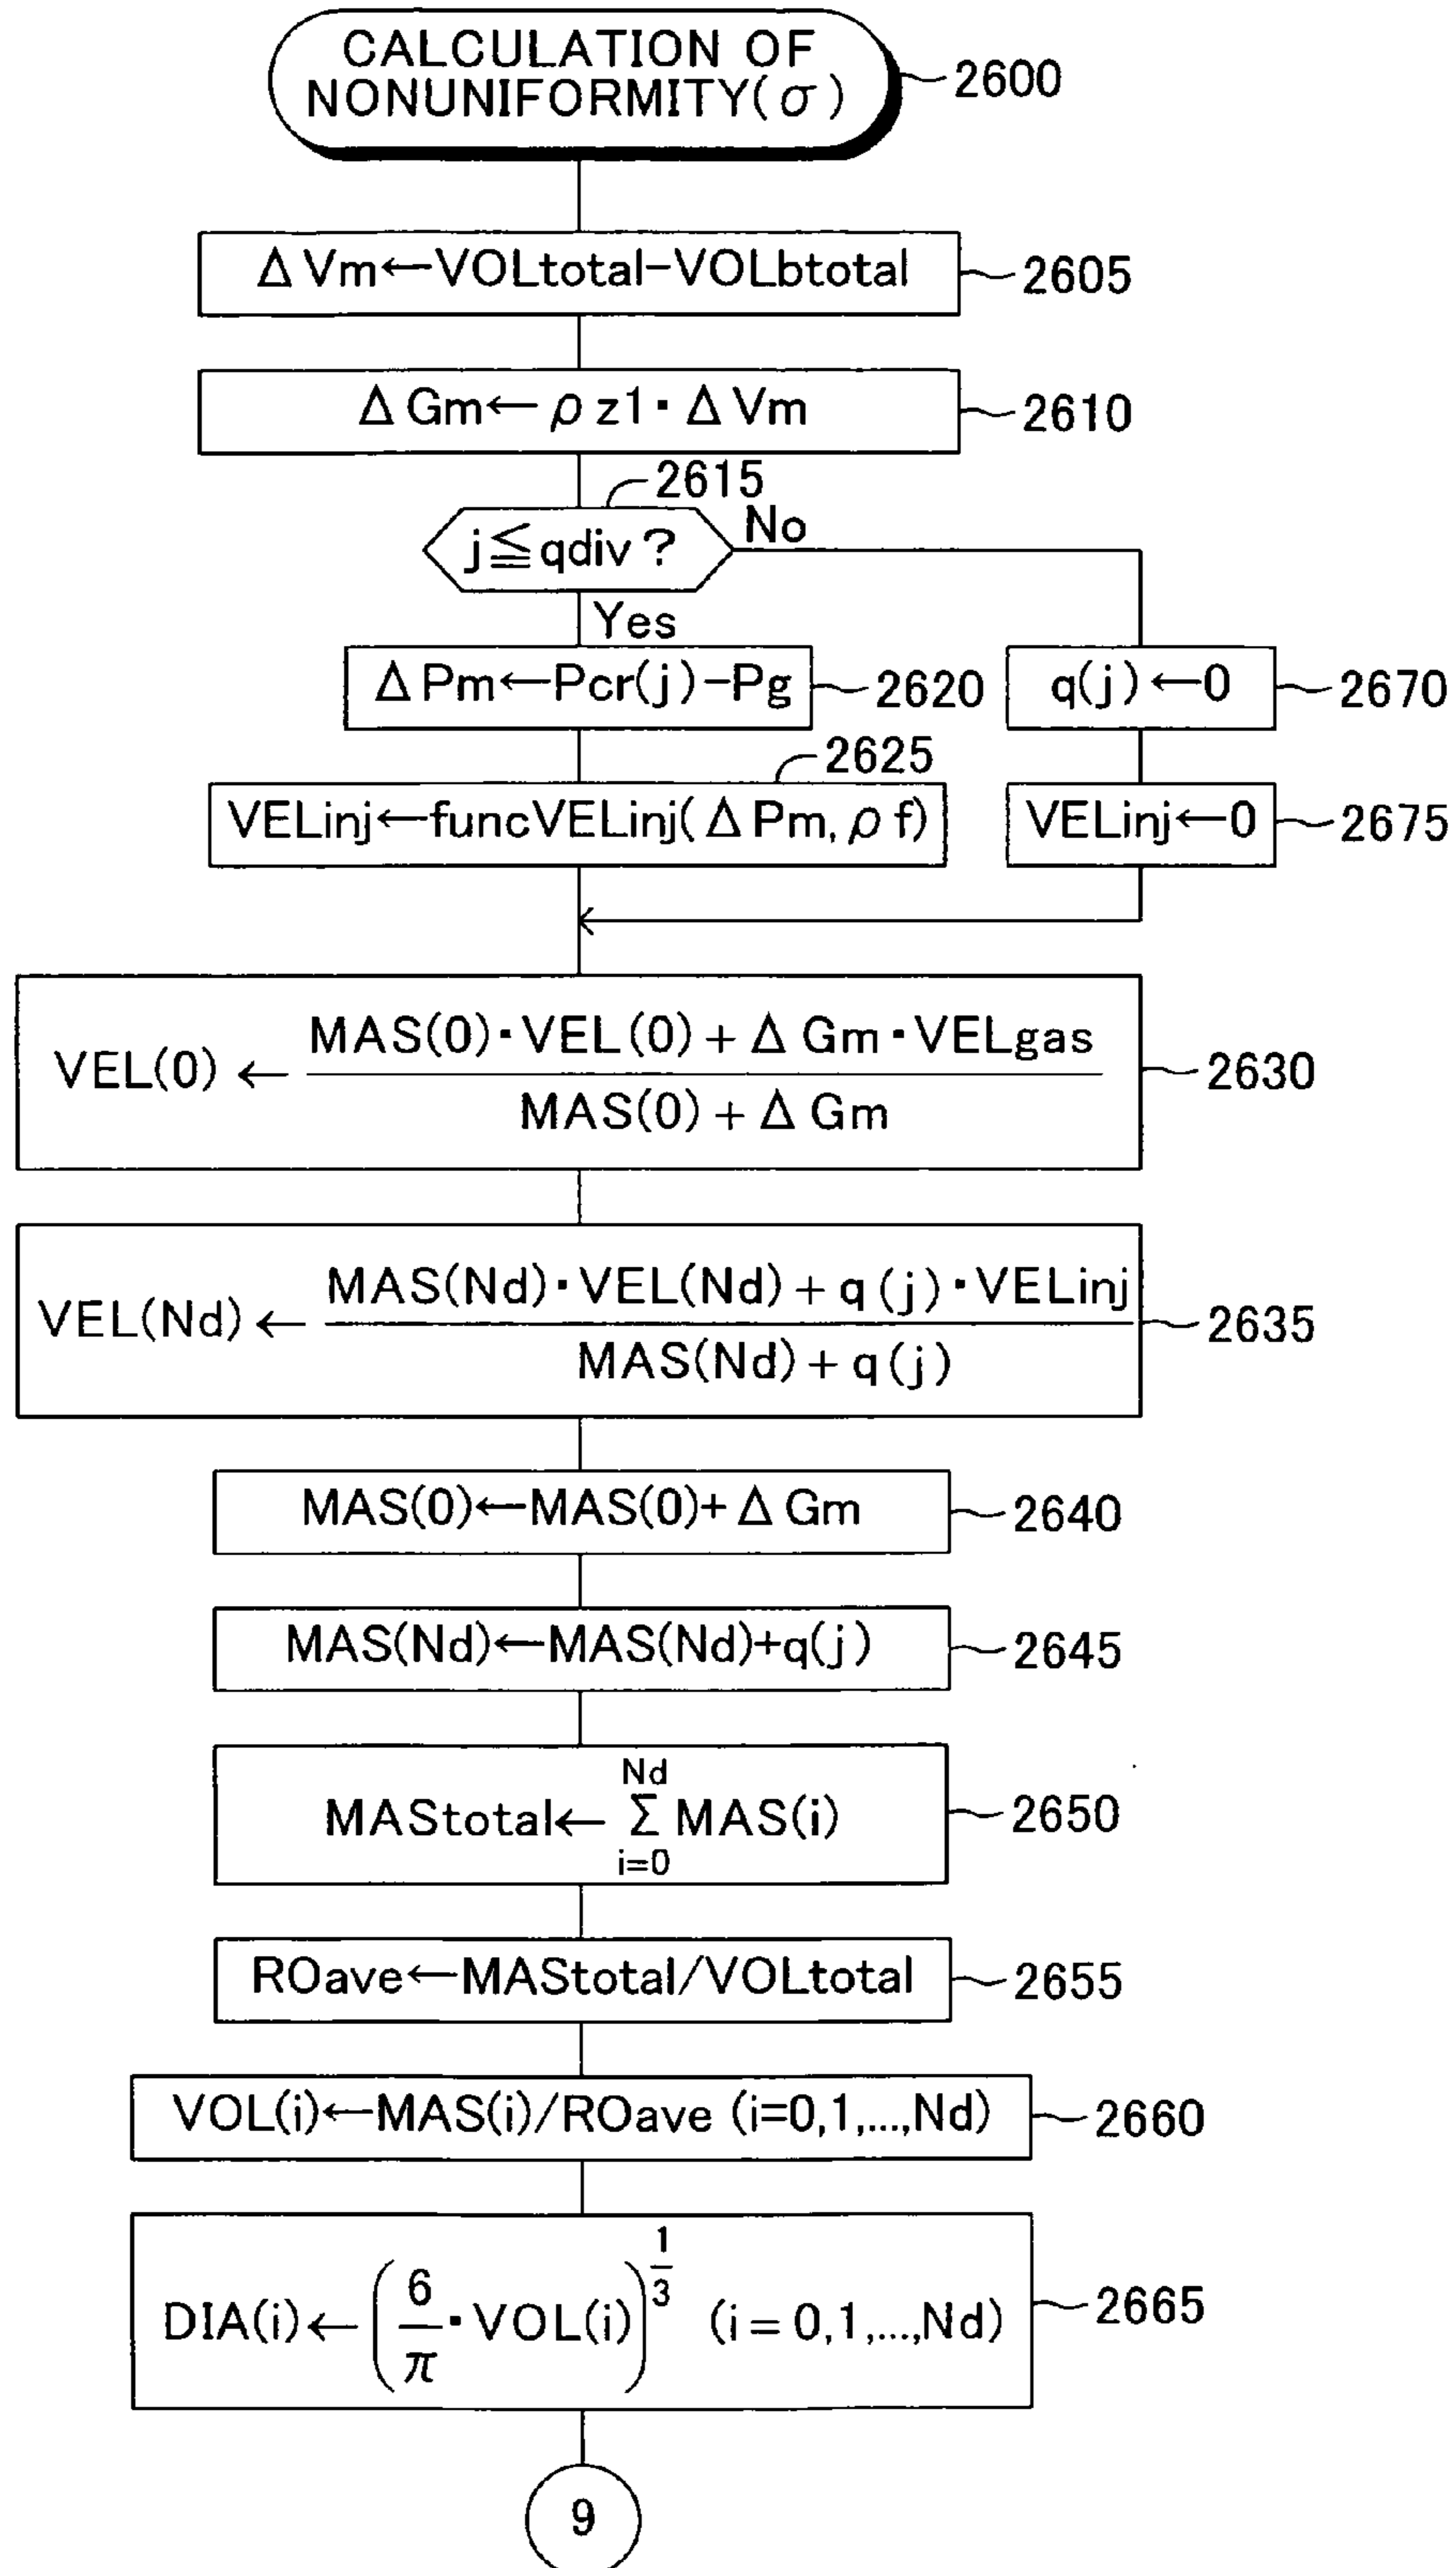 CALCULATION OF
NONUNIFORMITY(σ)
2600
ΔVm←VOLtotal-VOLbtotal
2605
ΔGm←ρz1・ΔVm
2610
2615
j≦qdiv?
No
Yes
ΔPm←Pcr(j)-Pg
2620
q(j)←0
2670
2625
VELinj←funcVELinj(ΔPm,ρf)
VELinj←0
2675
VEL(0) ← (MAS(0)・VEL(0)+ΔGm・VELgas) / (MAS(0)+ΔGm)
2630
VEL(Nd) ← (MAS(Nd)・VEL(Nd)+q(j)・VELinj) / (MAS(Nd)+q(j))
2635
MAS(0)←MAS(0)+ΔGm
2640
MAS(Nd)←MAS(Nd)+q(j)
2645
Nd
MAStotal← Σ MAS(i)
i=0
2650
ROave←MAStotal/VOLtotal
2655
VOL(i)←MAS(i)/ROave (i=0,1,...,Nd)
2660
DIA(i)← (6/π・VOL(i))^1/3 (i=0,1,...,Nd)
2665
9